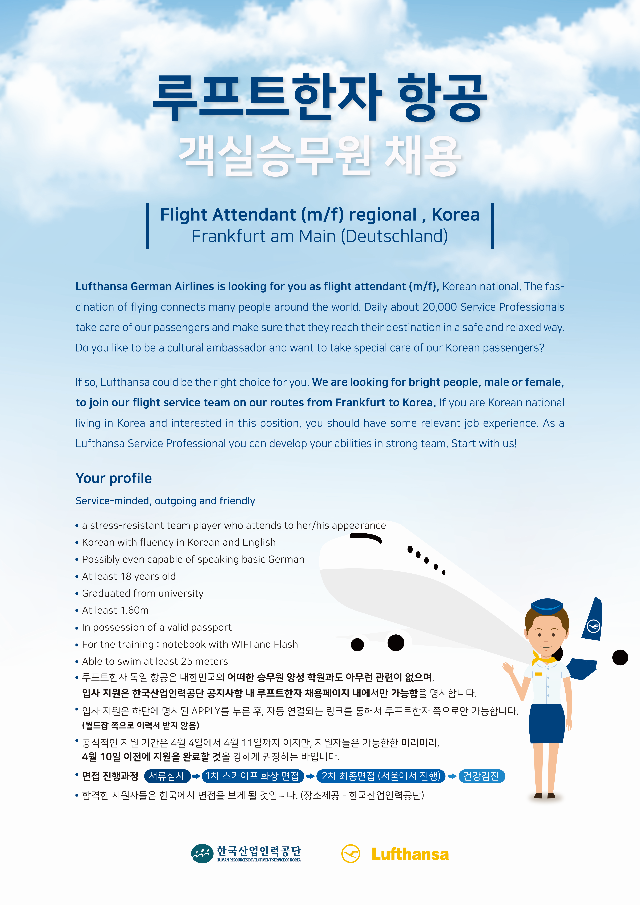 루프트한자 항공
객실승무원 채용
Flight Attendant (m/f) regional , Korea
Frankfurt am Main (Deutschland)
Lufthansa German Airlines is looking for you as flight attendant (m/f), Korean national. The fas-
cination of flying connects many people around the world. Daily about 20,000 Service Professionals
take care of our passengers and make sure that they reach their destination in a safe and relaxed way.
Do you like to be a cultural ambassador and want to take special care of our Korean passengers?
If so, Lufthansa could be the right choice for you. We are looking for bright people, male or female,
to join our flight service team on our routes from Frankfurt to Korea. If you are Korean national
living in Korea and interested in this position, you should have some relevant job experience. As a
Lufthansa Service Professional you can develop your abilities in strong team. Start with us!
Your profile
Service-minded, outgoing and friendly
• a stress-resistant team player who attends to her/his appearance
• Korean with fluency in Korean and English
• Possibly even capable of speaking basic German
• At least 18 years old
• Graduated from university
• At least 1.60m
• In possession of a valid passport
• For the training : notebook with WIFI and Flash
• Able to swim at least 25 meters
• 루프트한자 독일 항공은 대한민국의 어떠한 승무원 양성 학원과도 아무런 관련이 없으며,
입사 지원은 한국산업인력공단 공지사항 내 루프트한자 채용페이지 내에서만 가능함을 명시합니다.
• 입사 지원은 하단에 명시된 APPLY를 누른 후, 자동 연결되는 링크를 통해서 루프트한자 쪽으로만 가능합니다.
(월드잡 쪽으로 이력서 받지 않음)
• 공식적인 지원 기간은 4월 4일에서 4월 11일까지 이지만, 지원자들은 가능한한 미리미리,
4월 10일 이전에 지원을 완료할 것을 강하게 권장하는 바입니다.
• 면접 진행과정 서류심사 → 1차 스카이프 화상 면접 → 2차 최종면접 (서울에서 진행) → 건강검진
• 합격한 지원자들은 한국에서 면접을 보게 될 것입니다. (장소제공 - 한국산업인력공단)
한국산업인력공단
Lufthansa